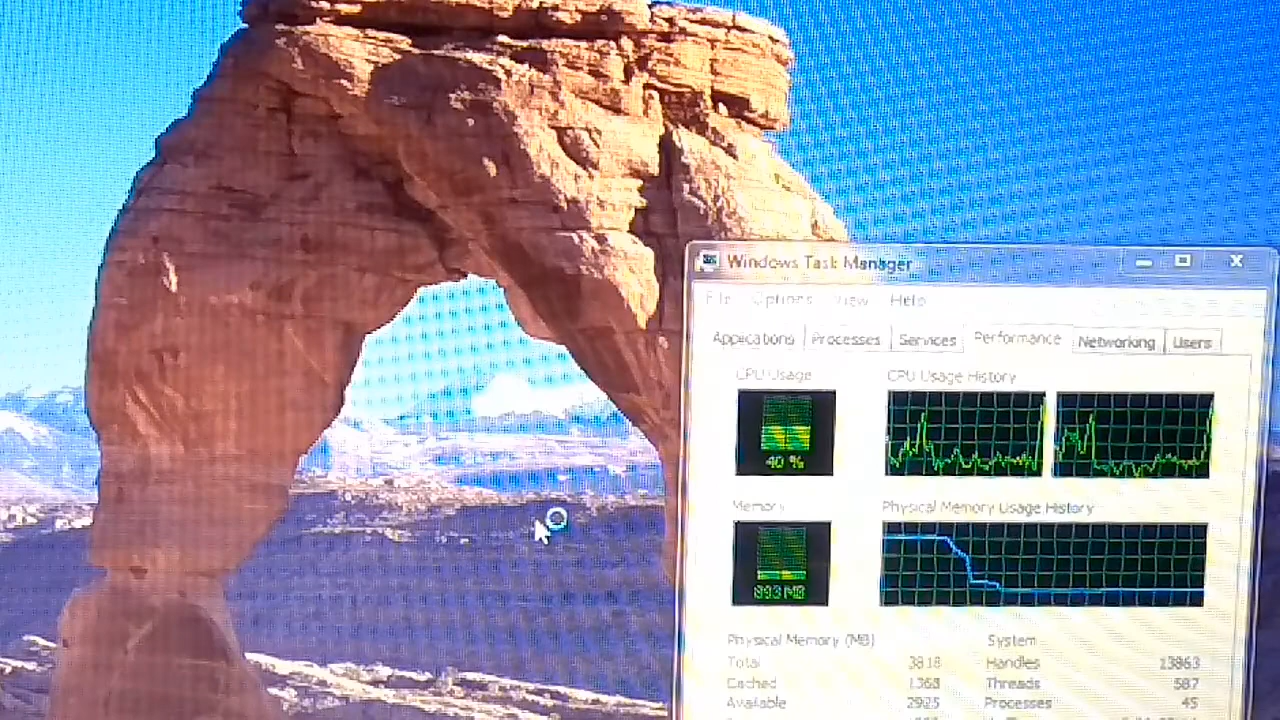 Windows Task Manager
File Options View Help
Applications Processes Services Performance Networking Users
CPU Usage CPU Usage History
40 %
Memory Physical Memory Usage History
893 MB
Physical Memory (MB) System
Total 3818 Handles 13863
Cached 1368 Threads 587
Available 2925 Processes 45